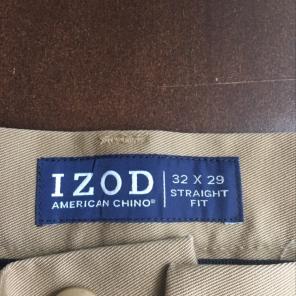 IZOD
AMERICAN CHINO®
32 X 29
STRAIGHT
FIT